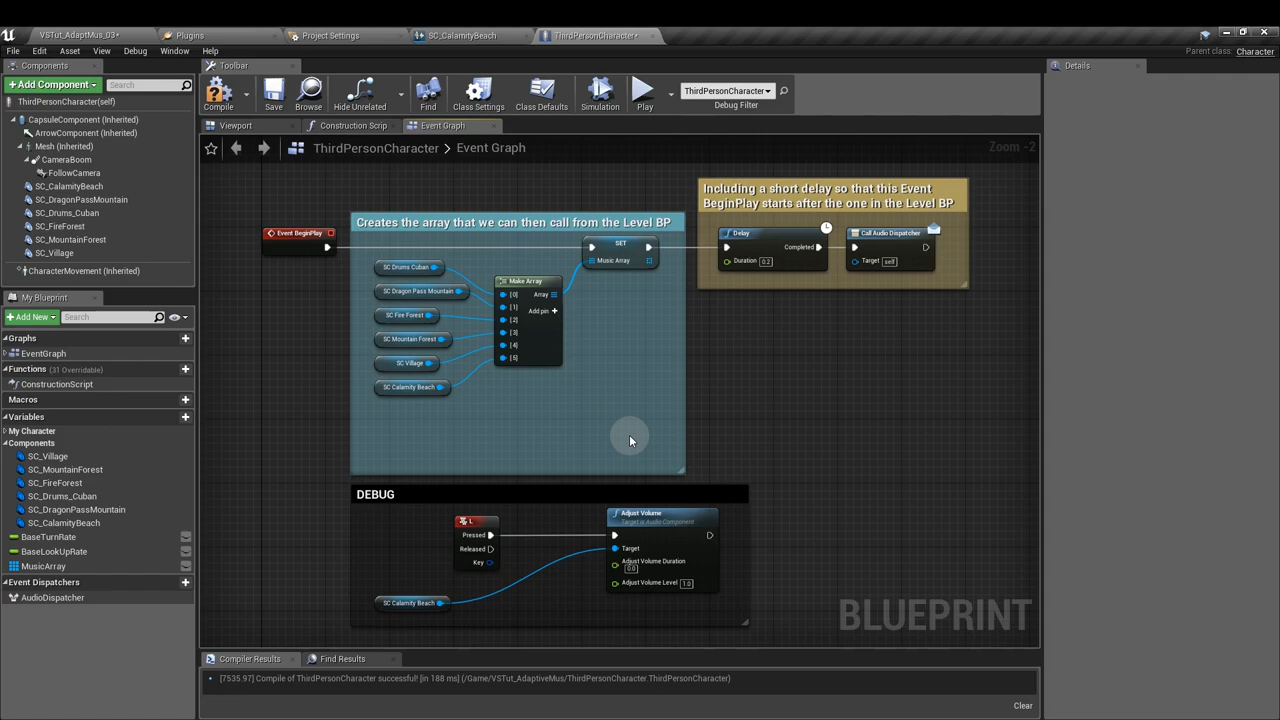 VSTut_AdaptMus_03*
Plugins
Project Settings
SC_CalamityBeach
ThirdPersonCharacter*
File
Edit
Asset
View
Debug
Window
Help
Parent class: Character
Components
+ Add Component
Search
ThirdPersonCharacter(self)
CapsuleComponent (Inherited)
ArrowComponent (Inherited)
Mesh (Inherited)
CameraBoom
FollowCamera
SC_CalamityBeach
SC_DragonPassMountain
SC_Drums_Cuban
SC_FireForest
SC_MountainForest
SC_Village
CharacterMovement (Inherited)
My Blueprint
+ Add New
Search
Graphs
EventGraph
Functions (31 Overridable)
ConstructionScript
Macros
Variables
My Character
Components
SC_Village
SC_MountainForest
SC_FireForest
SC_Drums_Cuban
SC_DragonPassMountain
SC_CalamityBeach
BaseTurnRate
BaseLookUpRate
MusicArray
Event Dispatchers
AudioDispatcher
Toolbar
Compile
Save
Browse
Hide Unrelated
Find
Class Settings
Class Defaults
Simulation
Play
ThirdPersonCharacter
Debug Filter
Viewport
Construction Scrip
Event Graph
ThirdPersonCharacter > Event Graph
Zoom -2
Event BeginPlay
Creates the array that we can then call from the Level BP
SET
Music Array
SC Drums Cuban
SC Dragon Pass Mountain
SC Fire Forest
SC Mountain Forest
SC Village
SC Calamity Beach
Make Array
[0]
Array
[1]
Add pin +
[2]
[3]
[4]
[5]
Including a short delay so that this Event
BeginPlay starts after the one in the Level BP
Delay
Completed
Duration 0.2
Call Audio Dispatcher
Target self
DEBUG
L
Pressed
Released
Key
SC Calamity Beach
Adjust Volume
Target is Audio Component
Target
Adjust Volume Duration
0.0
Adjust Volume Level 1.0
BLUEPRINT
Compiler Results
Find Results
[7535.97] Compile of ThirdPersonCharacter successful! [in 188 ms] (/Game/VSTut_AdaptiveMus/ThirdPersonCharacter.ThirdPersonCharacter)
Clear
Details